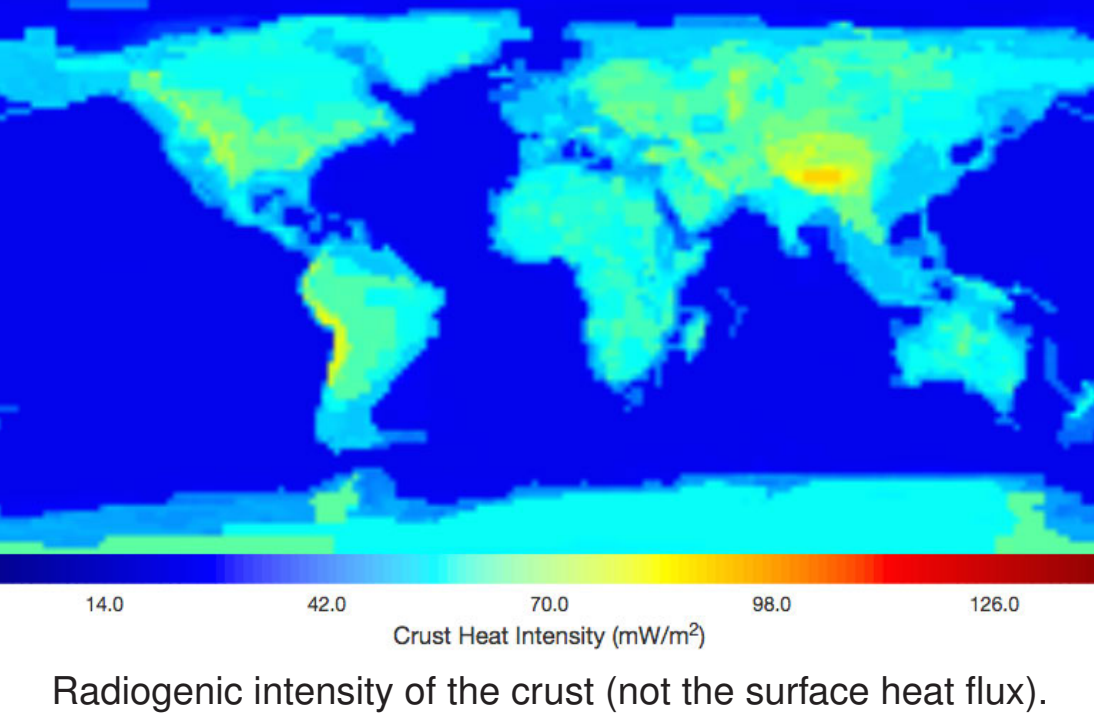 14.0 42.0 70.0 98.0 126.0
Crust Heat Intensity (mW/m²)
Radiogenic intensity of the crust (not the surface heat flux).